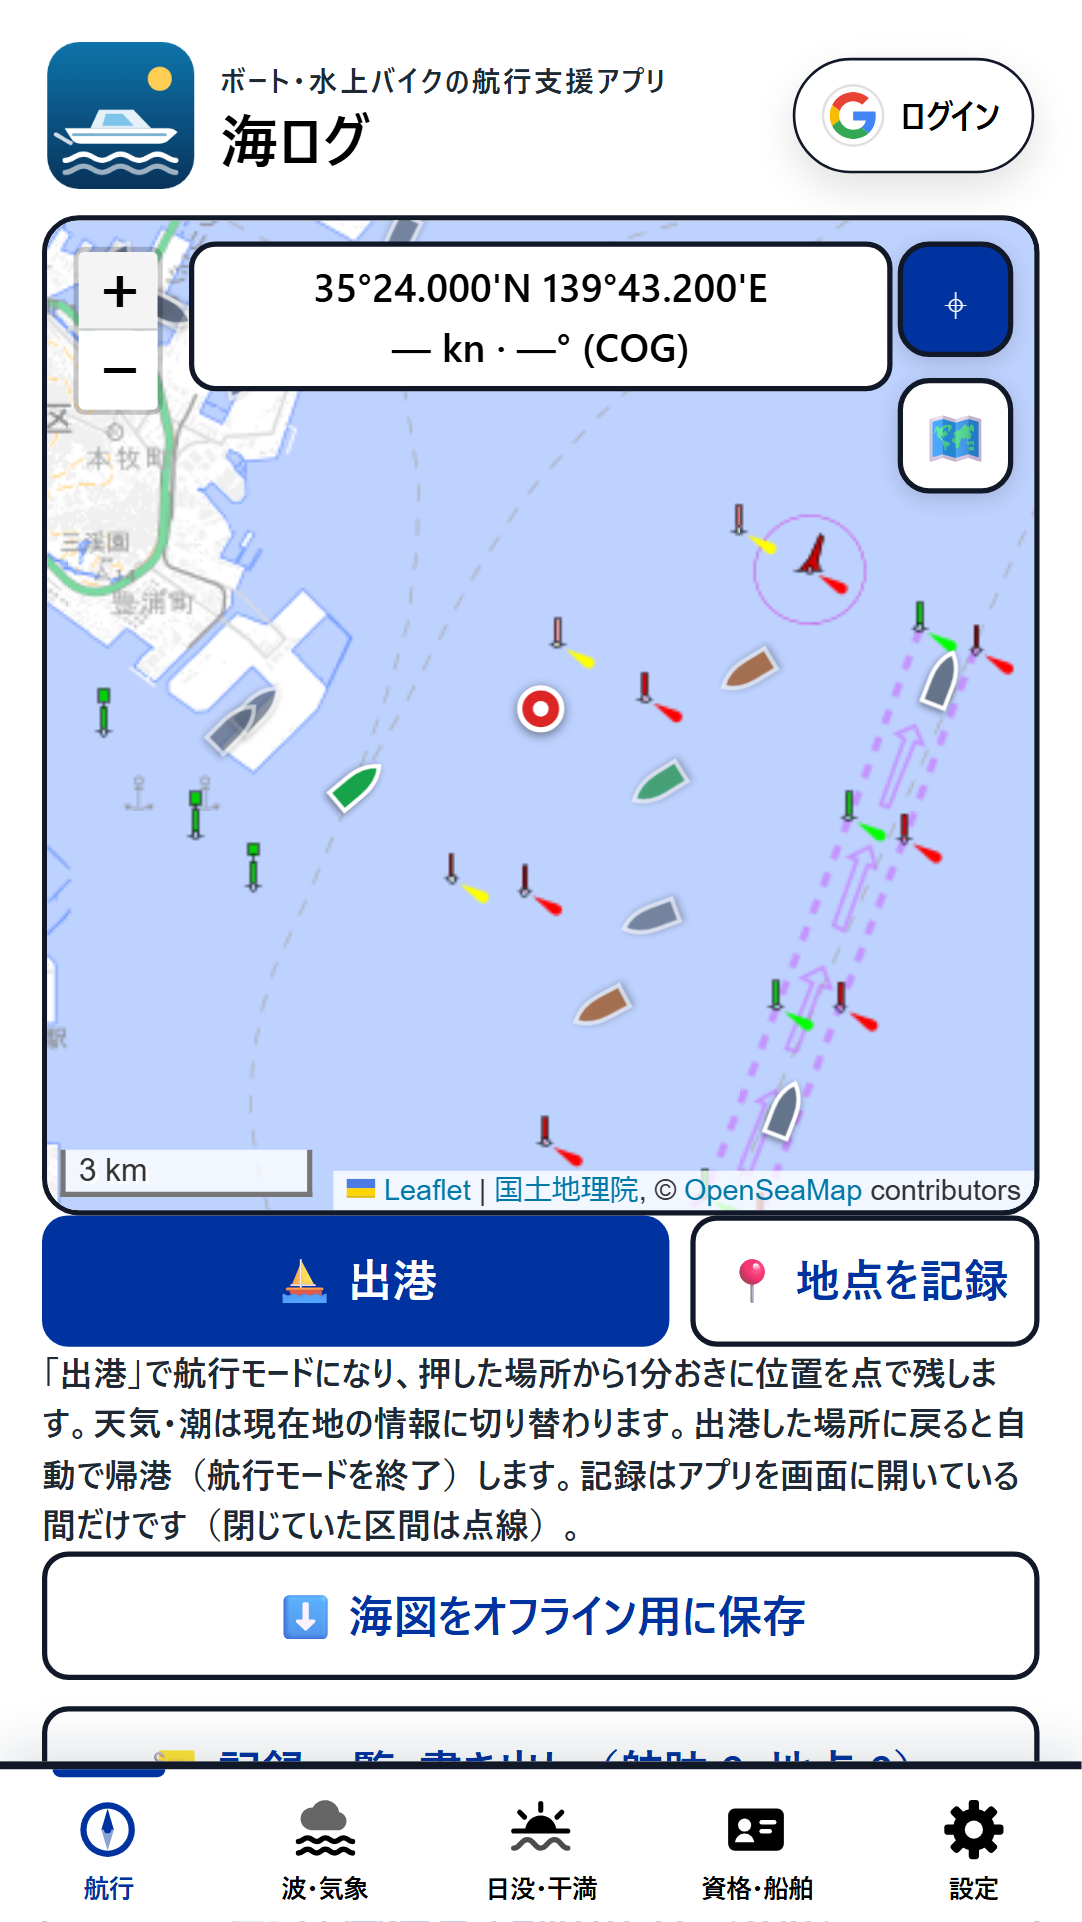 ボート・水上バイクの航行支援アプリ
海ログ
ログイン
+
−
35°24.000'N 139°43.200'E
— kn · —° (COG)
区
本牧町
三溪園
豊浦町
駅
3 km
Leaflet | 国土地理院, © OpenSeaMap contributors
出港
地点を記録
「出港」で航行モードになり、押した場所から1分おきに位置を点で残しま
す。天気・潮は現在地の情報に切り替わります。出港した場所に戻ると自
動で帰港（航行モードを終了）します。記録はアプリを画面に開いている
間だけです（閉じていた区間は点線）。
海図をオフライン用に保存
航行
波・気象
日没・干満
資格・船舶
設定